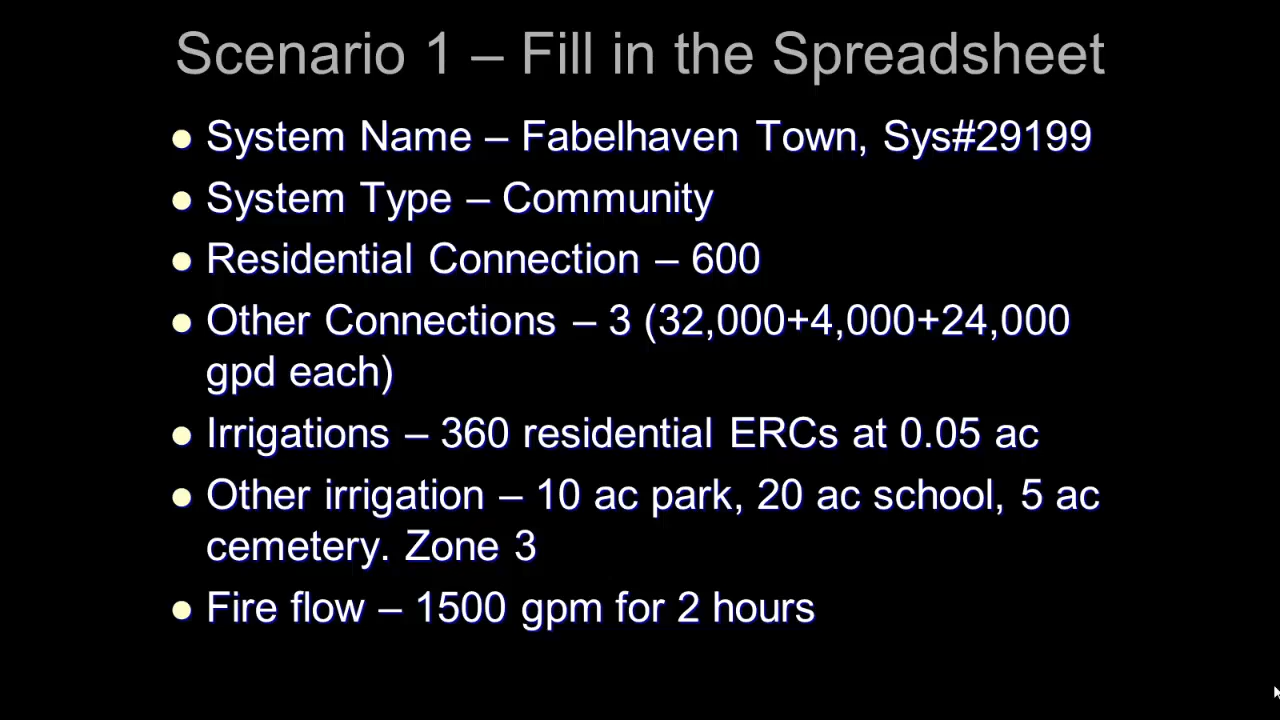 Scenario 1 – Fill in the Spreadsheet
System Name – Fabelhaven Town, Sys#29199
System Type – Community
Residential Connection – 600
Other Connections – 3 (32,000+4,000+24,000
gpd each)
Irrigations – 360 residential ERCs at 0.05 ac
Other irrigation – 10 ac park, 20 ac school, 5 ac
cemetery. Zone 3
Fire flow – 1500 gpm for 2 hours